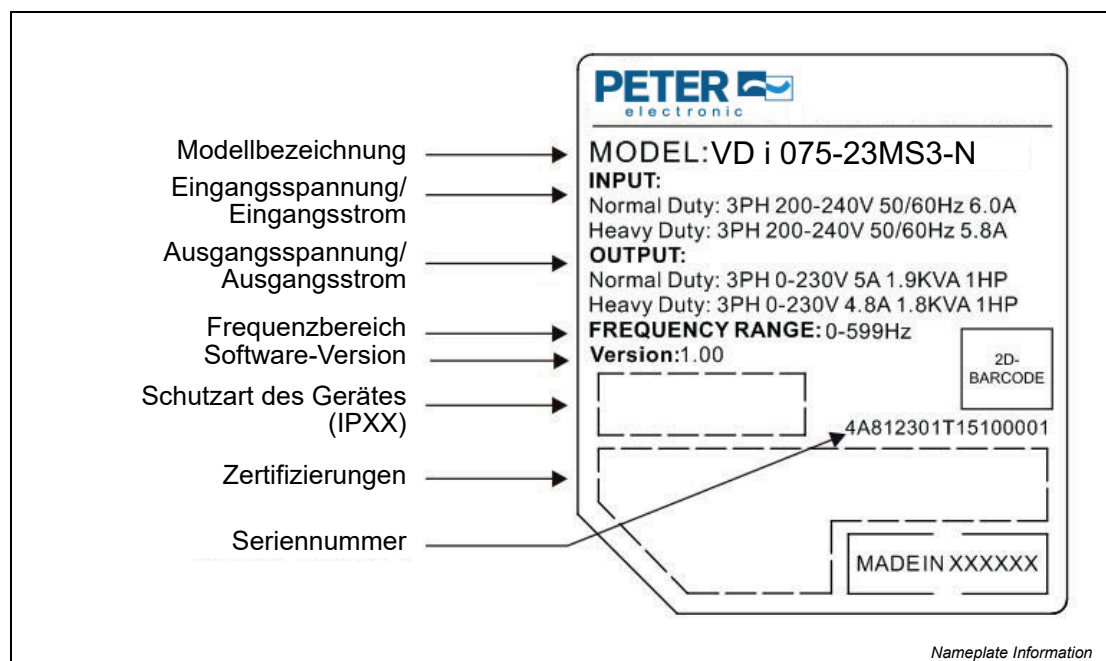 PETER
electronic
Modellbezeichnung
MODEL:VD i 075-23MS3-N
Eingangsspannung/
Eingangsstrom
INPUT:
Normal Duty: 3PH 200-240V 50/60Hz 6.0A
Heavy Duty: 3PH 200-240V 50/60Hz 5.8A
Ausgangsspannung/
Ausgangsstrom
OUTPUT:
Normal Duty: 3PH 0-230V 5A 1.9KVA 1HP
Heavy Duty: 3PH 0-230V 4.8A 1.8KVA 1HP
Frequenzbereich
FREQUENCY RANGE: 0-599Hz
Software-Version
Version:1.00
2D-
BARCODE
Schutzart des Gerätes
(IPXX)
4A812301T15100001
Zertifizierungen
Seriennummer
MADEIN XXXXXX
Nameplate Information